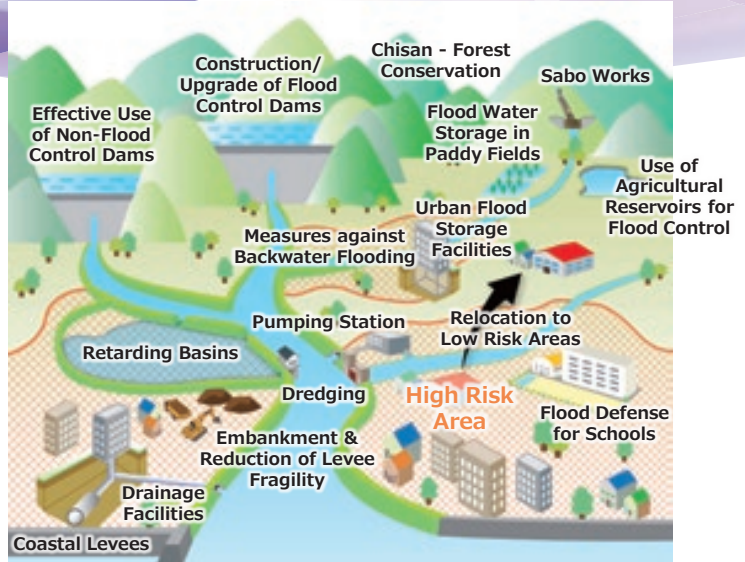 Chisan - Forest
Conservation
Construction/
Upgrade of Flood
Control Dams
Sabo Works
Effective Use
of Non-Flood
Control Dams
Flood Water
Storage in
Paddy Fields
Use of
Agricultural
Reservoirs for
Flood Control
Urban Flood
Storage
Facilities
Measures against
Backwater Flooding
Pumping Station
Relocation to
Low Risk Areas
Retarding Basins
Dredging
High Risk
Area
Flood Defense
for Schools
Embankment &
Reduction of Levee
Fragility
Drainage
Facilities
Coastal Levees